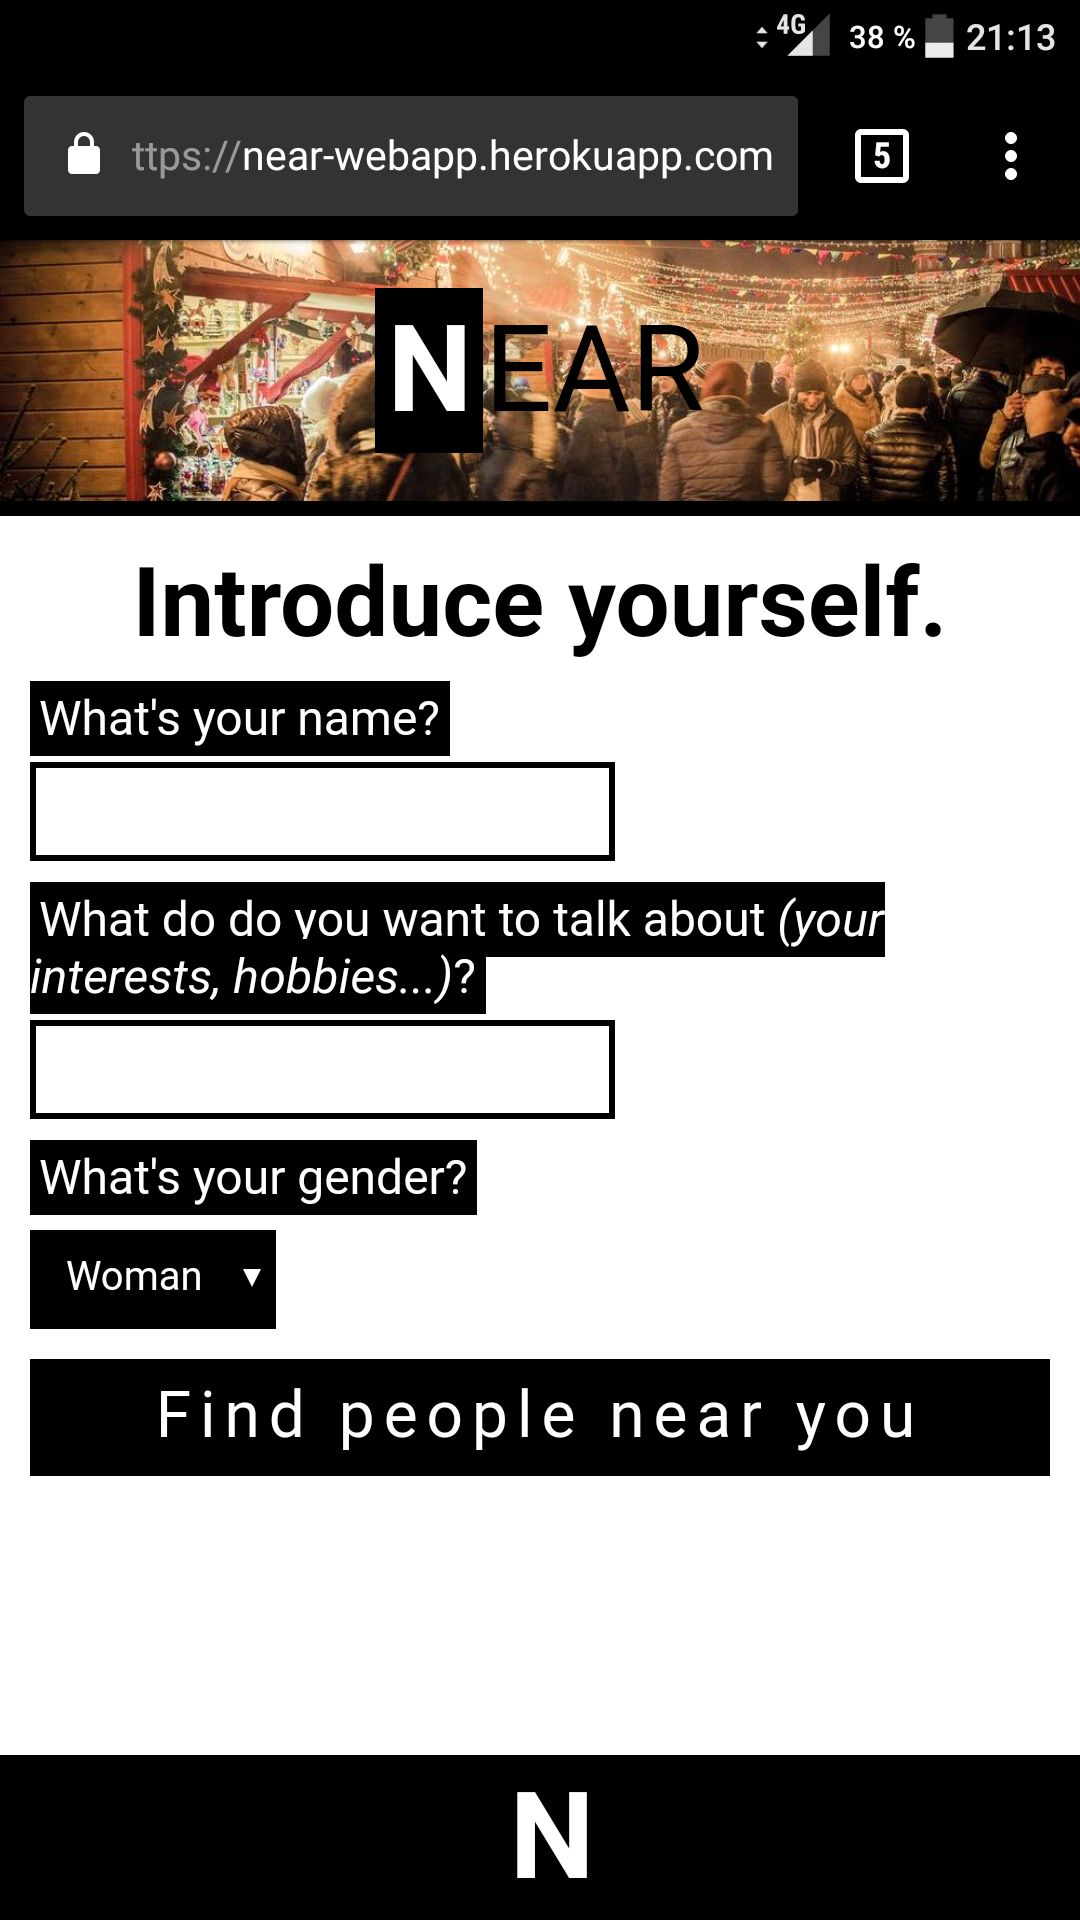 4G 38 % 21:13
ttps://near-webapp.herokuapp.com 5
NEAR
Introduce yourself.
What's your name?
What do do you want to talk about (your
interests, hobbies...)?
What's your gender?
Woman
Find people near you
N